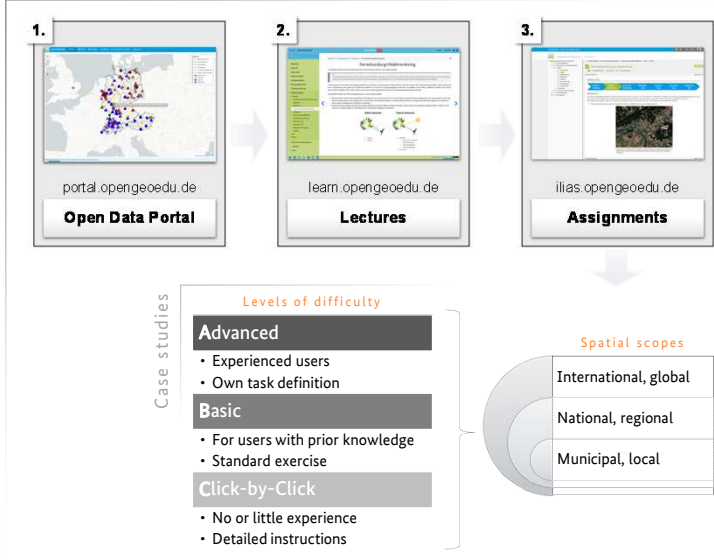 1.
portal.opengeoedu.de
Open Data Portal
2.
Fernerkundung/Waldmonitoring
learn.opengeoedu.de
Lectures
3.
ilias.opengeoedu.de
Assignments
Case studies
Levels of difficulty
Advanced
• Experienced users
• Own task definition
Basic
• For users with prior knowledge
• Standard exercise
Click-by-Click
• No or little experience
• Detailed instructions
Spatial scopes
International, global
National, regional
Municipal, local